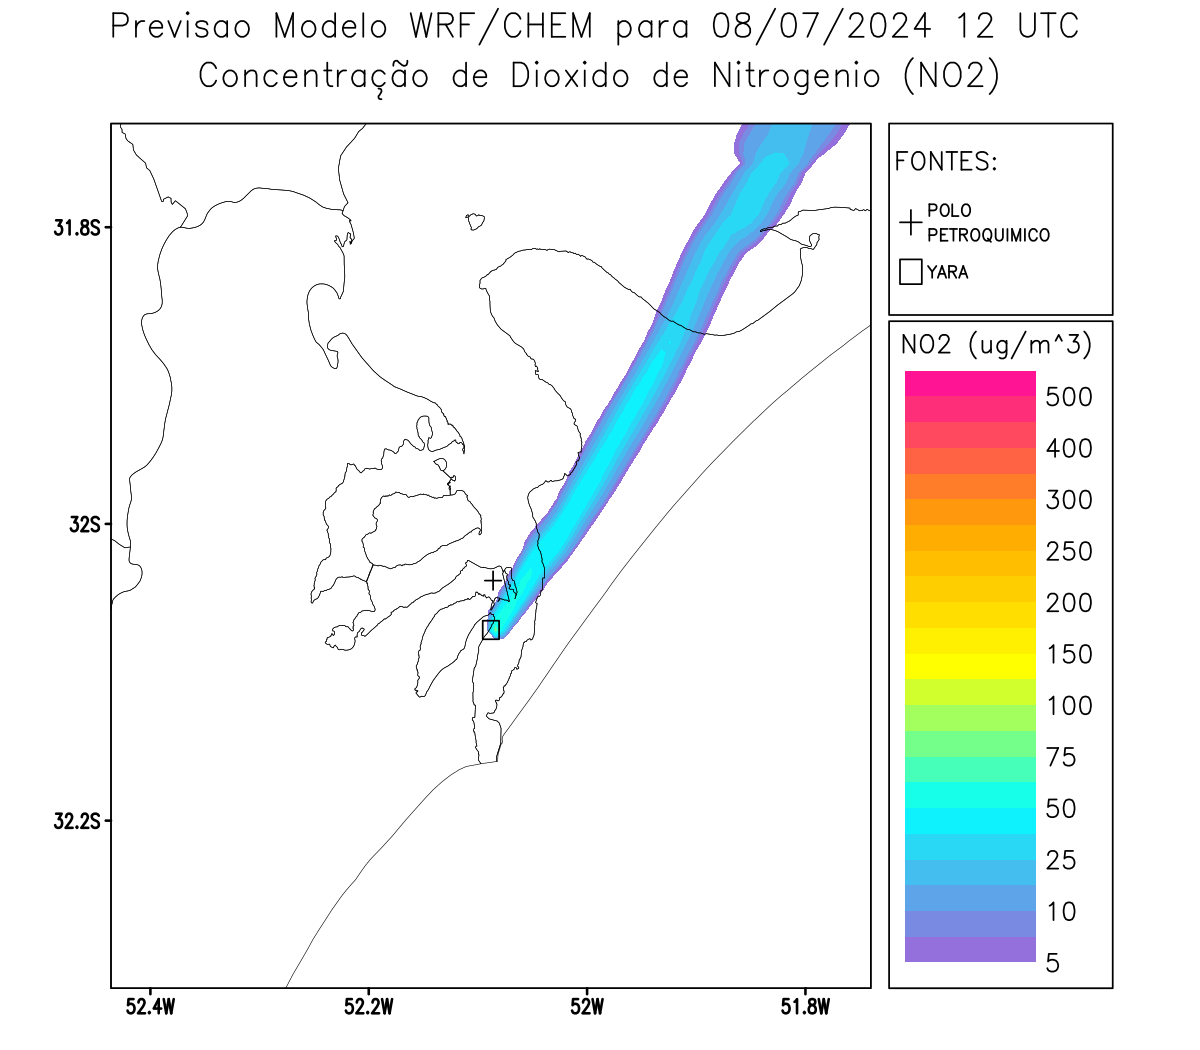 Previsao Modelo WRF/CHEM para 08/07/2024 12 UTC
Concentração de Dioxido de Nitrogenio (NO2)
FONTES:
POLO
PETROQUIMICO
YARA
NO2 (ug/m^3)
500
400
300
250
200
150
100
75
50
25
10
5
31.8S
32S
32.2S
52.4W
52.2W
52W
51.8W